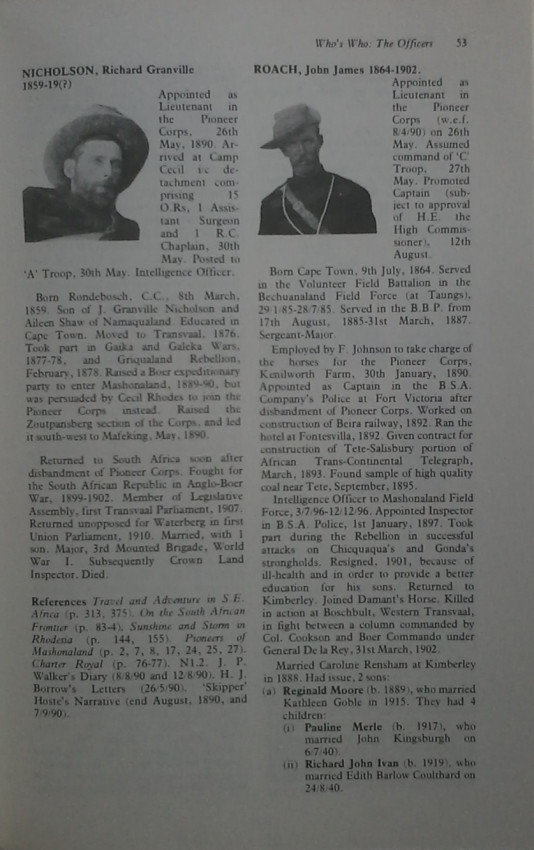 Who's Who: The Officers 53
NICHOLSON, Richard Granville
1859-19(?)
Appointed as
Lieutenant in
the Pioneer
Corps, 26th
May, 1890. Ar-
rived at Camp
Cecil i/c de-
tachment com-
prising 15
O.Rs, 1 Assis-
tant Surgeon
and 1 R.C.
Chaplain, 30th
May. Posted to
'A' Troop, 30th May. Intelligence Officer.
Born Rondebosch, C.C., 8th March,
1859. Son of J. Granville Nicholson and
Aileen Shaw of Namaqualand. Educated in
Cape Town. Moved to Transvaal, 1876.
Took part in Gaika and Galeka Wars,
1877-78, and Griqualand Rebellion,
February, 1878. Raised a Boer expeditionary
party to enter Mashonaland, 1889-90, but
was persuaded by Cecil Rhodes to join the
Pioneer Corps instead. Raised the
Zoutpansberg section of the Corps, and led
it south-west to Mafeking, May, 1890.
Returned to South Africa soon after
disbandment of Pioneer Corps. Fought for
the South African Republic in Anglo-Boer
War, 1899-1902. Member of Legislative
Assembly, first Transvaal Parliament, 1907.
Returned unopposed for Waterberg in first
Union Parliament, 1910. Married, with 1
son. Major, 3rd Mounted Brigade, World
War 1. Subsequently Crown Land
Inspector. Died.
References Travel and Adventure in S.E.
Africa (p. 313, 375). On the South African
Frontier (p. 83-4). Sunshine and Storm in
Rhodesia (p. 144, 155). Pioneers of
Mashonaland (p. 2, 7, 8, 17, 24, 25, 27).
Charter Royal (p. 76-77). N1.2. J. P.
Walker's Diary (8/8/90 and 12/8/90). H. J.
Borrow's Letters (26/5/90). 'Skipper'
Hoste's Narrative (end August, 1890, and
7/9/90).
ROACH, John James 1864-1902.
Appointed as
Lieutenant in
the Pioneer
Corps (w.e.f.
8/4/90) on 26th
May. Assumed
command of 'C'
Troop, 27th
May. Promoted
Captain (sub-
ject to approval
of H.E. the
High Commis-
sioner), 12th
August.
Born Cape Town, 9th July, 1864. Served
in the Volunteer Field Battalion in the
Bechuanaland Field Force (at Taungs),
29/1/85-28/7/85. Served in the B.B.P. from
17th August, 1885-31st March, 1887.
Sergeant-Major.
Employed by F. Johnson to take charge of
the horses for the Pioneer Corps,
Kenilworth Farm, 30th January, 1890.
Appointed as Captain in the B.S.A.
Company's Police at Fort Victoria after
disbandment of Pioneer Corps. Worked on
construction of Beira railway, 1892. Ran the
hotel at Fontesvilla, 1892. Given contract for
construction of Tete-Salisbury portion of
African Trans-Continental Telegraph,
March, 1893. Found sample of high quality
coal near Tete, September, 1895.
Intelligence Officer to Mashonaland Field
Force, 3/7/96-12/12/96. Appointed Inspector
in B.S.A. Police, 1st January, 1897. Took
part during the Rebellion in successful
attacks on Chicquaqua's and Gonda's
strongholds. Resigned, 1901, because of
ill-health and in order to provide a better
education for his sons. Returned to
Kimberley. Joined Damant's Horse. Killed
in action at Boschbult, Western Transvaal,
in fight between a column commanded by
Col. Cookson and Boer Commando under
General De la Rey, 31st March, 1902.
Married Caroline Rensham at Kimberley
in 1888. Had issue, 2 sons:
(a) Reginald Moore (b. 1889), who married
Kathleen Goble in 1915. They had 4
children:
(i) Pauline Merle (b. 1917), who
married John Kingsburgh on
6/7/40).
(ii) Richard John Ivan (b. 1919), who
married Edith Barlow Coulthard on
24/8/40.